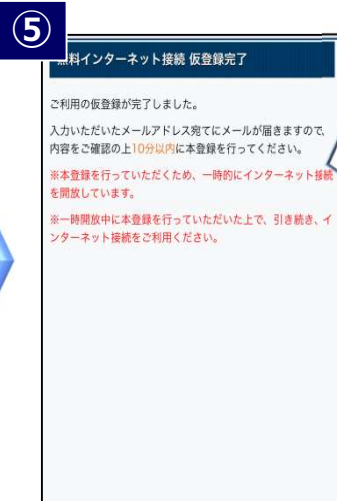 ⑤
無料インターネット接続 仮登録完了
ご利用の仮登録が完了しました。
入力いただいたメールアドレス宛てにメールが届きますので、
内容をご確認の上10分以内に本登録を行ってください。
※本登録を行っていただくため、一時的にインターネット接続
を開放しています。
※一時開放中に本登録を行っていただいた上で、引き続き、イ
ンターネット接続をご利用ください。